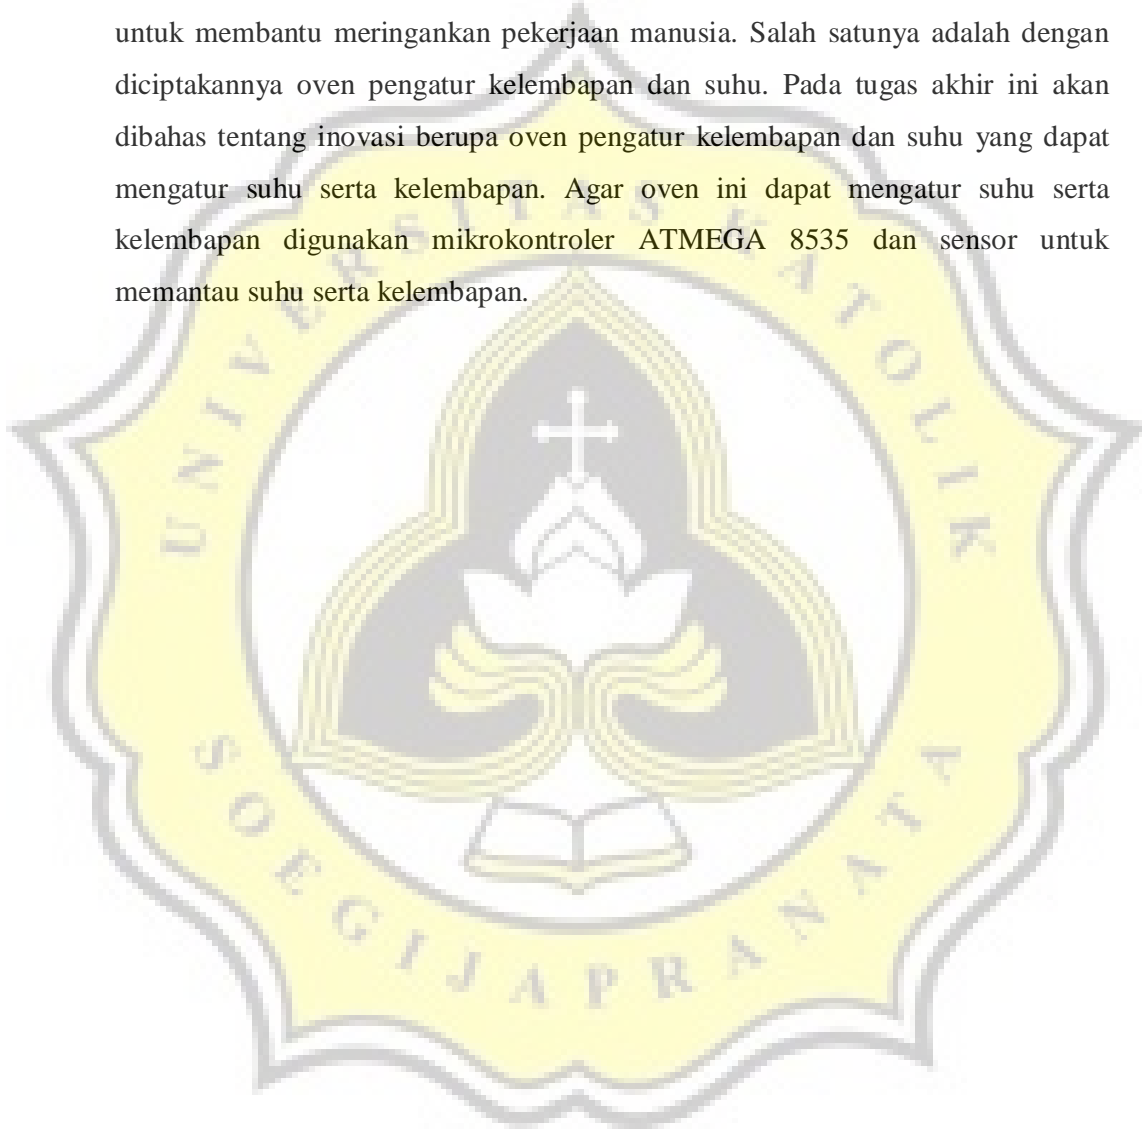 untuk membantu meringankan pekerjaan manusia. Salah satunya adalah dengan
diciptakannya oven pengatur kelembapan dan suhu. Pada tugas akhir ini akan
dibahas tentang inovasi berupa oven pengatur kelembapan dan suhu yang dapat
mengatur suhu serta kelembapan. Agar oven ini dapat mengatur suhu serta
kelembapan digunakan mikrokontroler ATMEGA 8535 dan sensor untuk
memantau suhu serta kelembapan.
UNIVERSITAS KATOLIK
SOEGIJAPRANATA